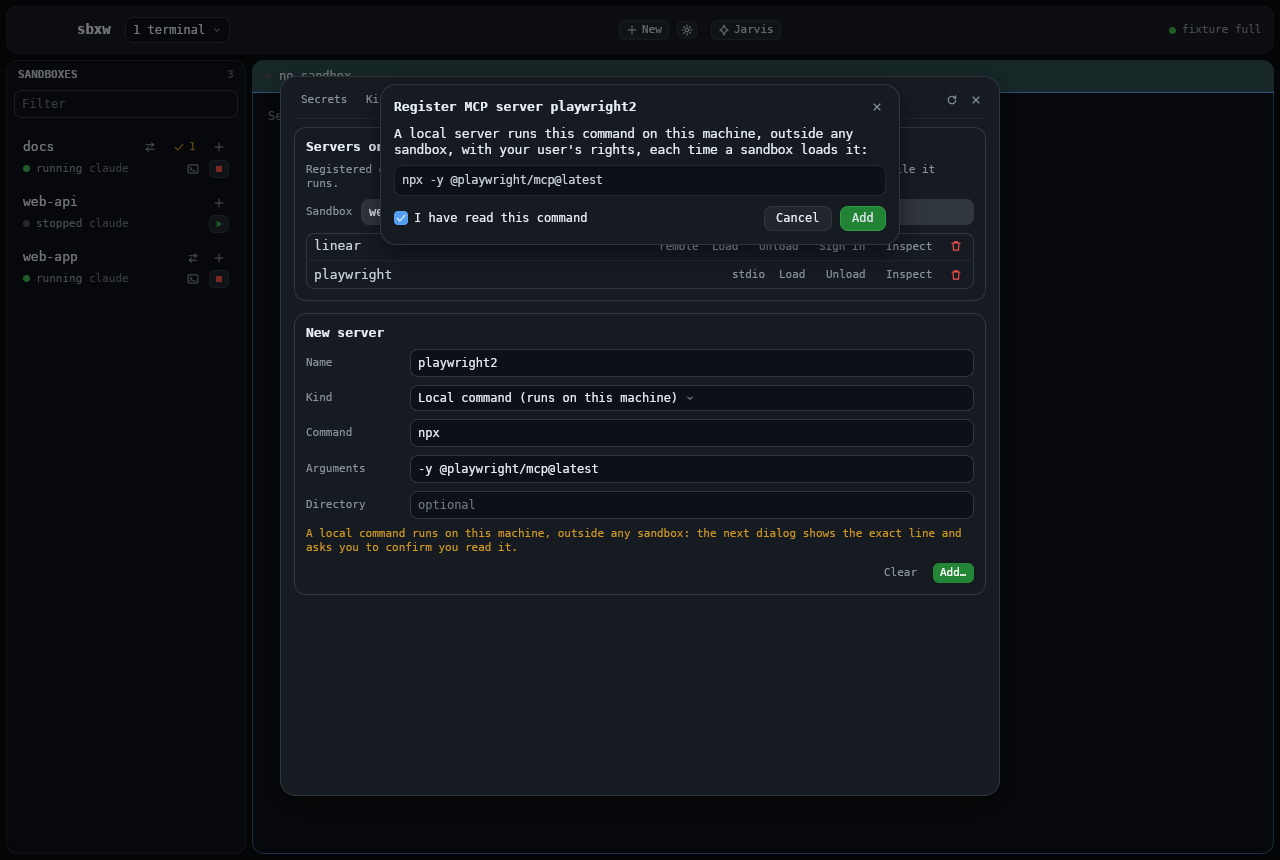 sbxw
1 terminal
New
Jarvis
fixture full
SANDBOXES
3
Filter
docs
1
running claude
web-api
stopped claude
web-app
running claude
no sandbox
Secrets
Register MCP server playwright2
A local server runs this command on this machine, outside any
sandbox, with your user's rights, each time a sandbox loads it:
npx -y @playwright/mcp@latest
I have read this command
Cancel
Add
Servers
Registered
it
runs.
Sandbox
linear
remote Load Unload Sign in Inspect
playwright
stdio Load Unload Inspect
New server
Name
playwright2
Kind
Local command (runs on this machine)
Command
npx
Arguments
-y @playwright/mcp@latest
Directory
optional
A local command runs on this machine, outside any sandbox: the next dialog shows the exact line and
asks you to confirm you read it.
Clear
Add…